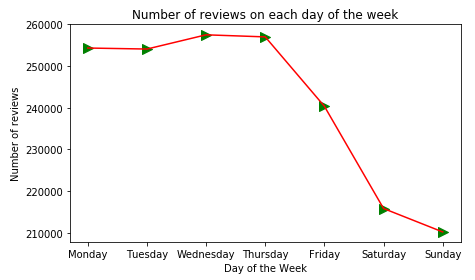 Number of reviews on each day of the week
260000
250000
240000
230000
220000
210000
Number of reviews
Monday Tuesday Wednesday Thursday Friday Saturday Sunday
Day of the Week